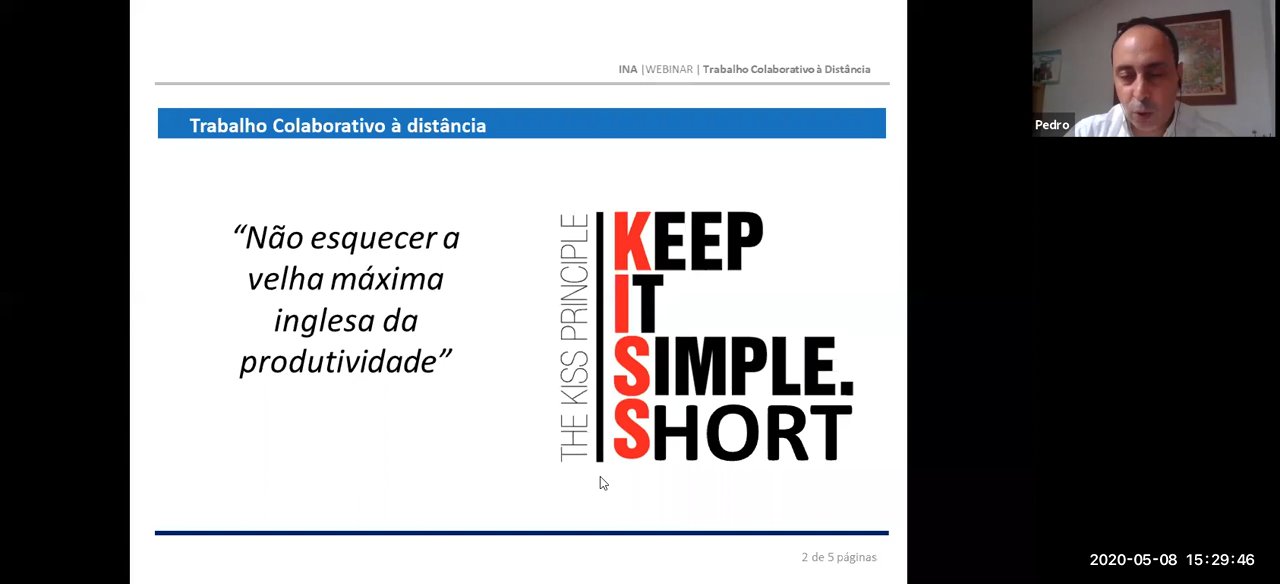 INA |WEBINAR | Trabalho Colaborativo à Distância
Trabalho Colaborativo à distância
“Não esquecer a
velha máxima
inglesa da
produtividade”
THE KISS PRINCIPLE
KEEP
IT
SIMPLE.
SHORT
2 de 5 páginas
Pedro
2020-05-08 15:29:46